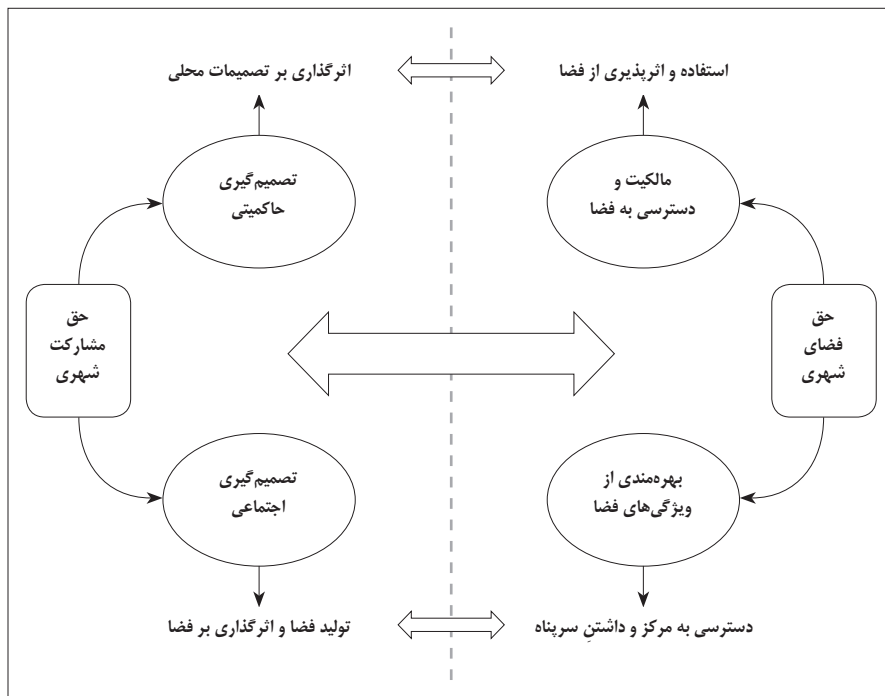 استفاده و اثرپذیری از فضا
اثرگذاری بر تصمیمات محلی
مالکیت و
دسترسی به فضا
تصمیم‌گیری
حاکمیتی
حق
فضای
شهری
حق
مشارکت
شهری
بهره‌مندی از
ویژگی‌های فضا
تصمیم‌گیری
اجتماعی
دسترسی به مرکز و داشتنِ سرپناه
تولید فضا و اثرگذاری بر فضا